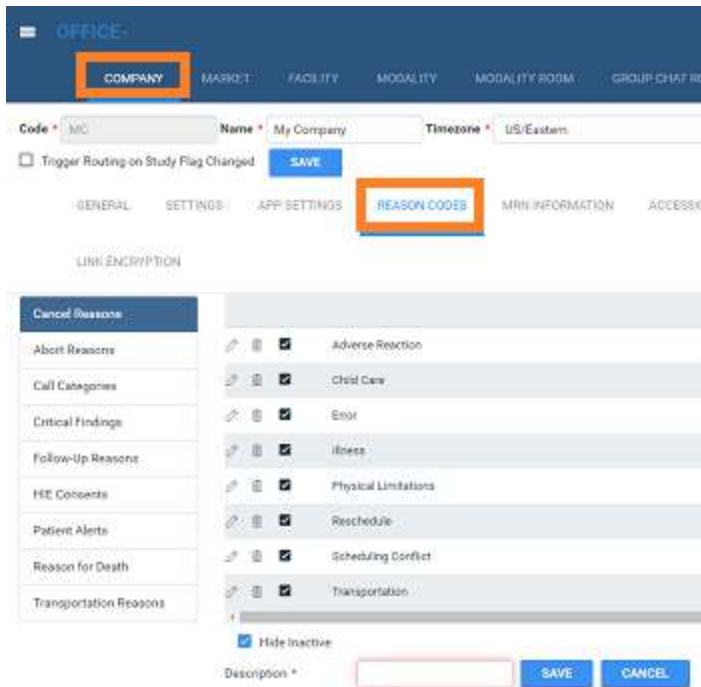 OFFICE-
COMPANY MARKET FACILITY MODALITY MODALITY ROOM GROUP CHAT
Code * MC Name * My Company Timezone * US/Eastern
Trigger Routing on Study Flag Changed SAVE
GENERAL SETTINGS APP SETTINGS REASON CODES MRN INFORMATION ACCESSIO
LINK ENCRYPTION
Cancel Reasons
Abort Reasons
Call Categories
Critical Findings
Follow-Up Reasons
HIE Consents
Patient Alerts
Reason for Death
Transportation Reasons
Adverse Reaction
Child Care
Error
Illness
Physical Limitations
Reschedule
Scheduling Conflict
Transportation
Hide Inactive
Description * SAVE CANCEL